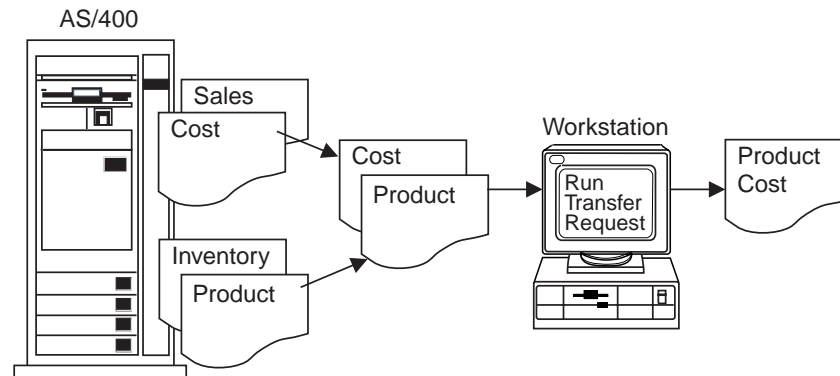 AS/400
Sales
Cost
Inventory
Product
Cost
Product
Workstation
Run
Transfer
Request
Product
Cost